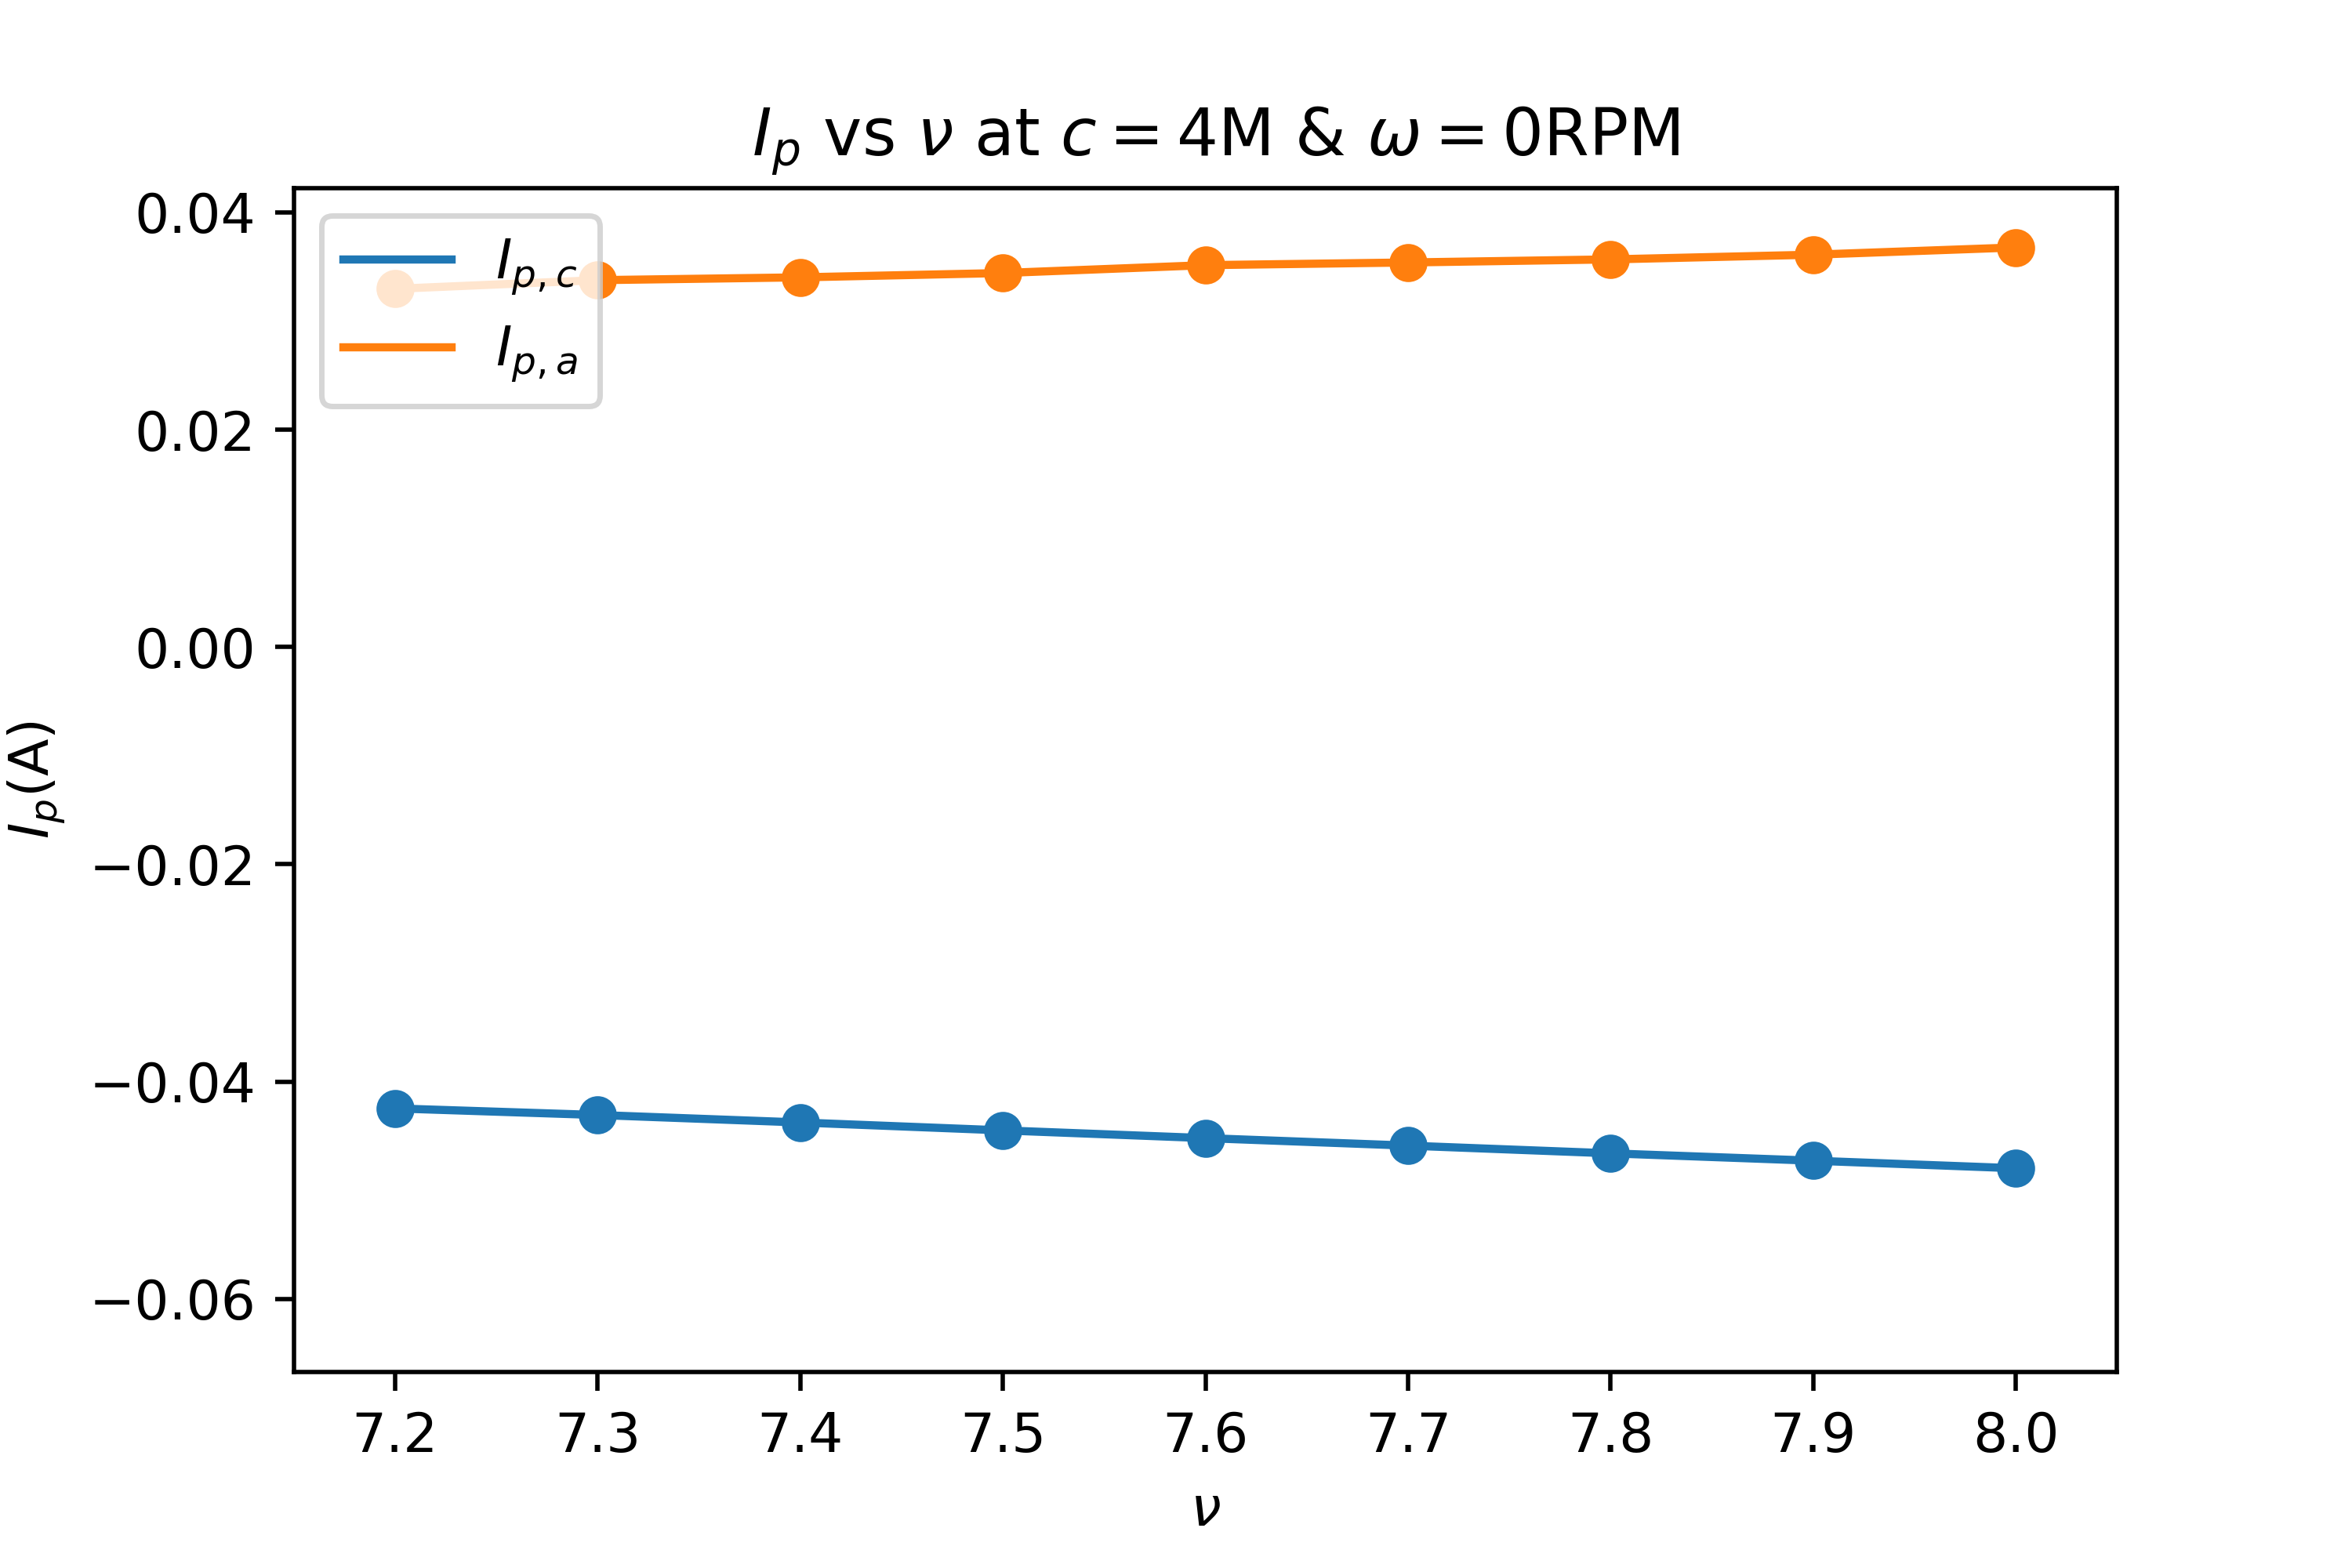 I_p vs ν at c = 4M & ω = 0RPM
I_{p,c}
I_{p,a}
0.04
0.02
0.00
−0.02
−0.04
−0.06
I_p(A)
7.2 7.3 7.4 7.5 7.6 7.7 7.8 7.9 8.0
ν